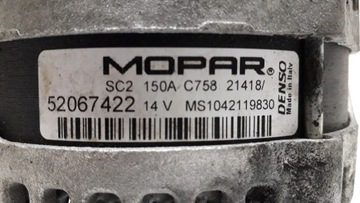 MOPAR®
SC2 150A C758 21418/
52067422 14 V MS1042119830
DENSO
Made in Italy